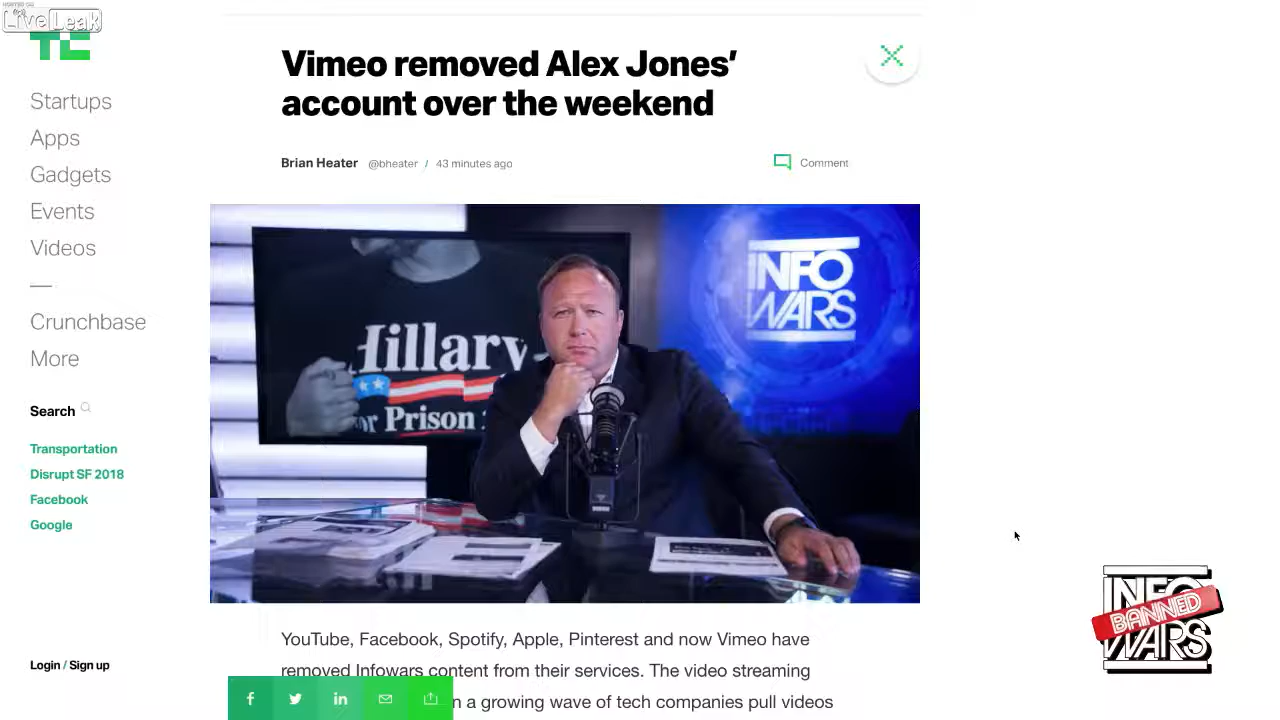 LiveLeak
TC
Startups
Apps
Gadgets
Events
Videos
Crunchbase
More
Search
Transportation
Disrupt SF 2018
Facebook
Google
Login / Sign up
Vimeo removed Alex Jones’
account over the weekend
Brian Heater @bheater / 43 minutes ago
Comment
Hillary
for Prison
INFO
WARS
YouTube, Facebook, Spotify, Apple, Pinterest and now Vimeo have
removed Infowars content from their services. The video streaming
n a growing wave of tech companies pull videos
INFO
BANNED
WARS